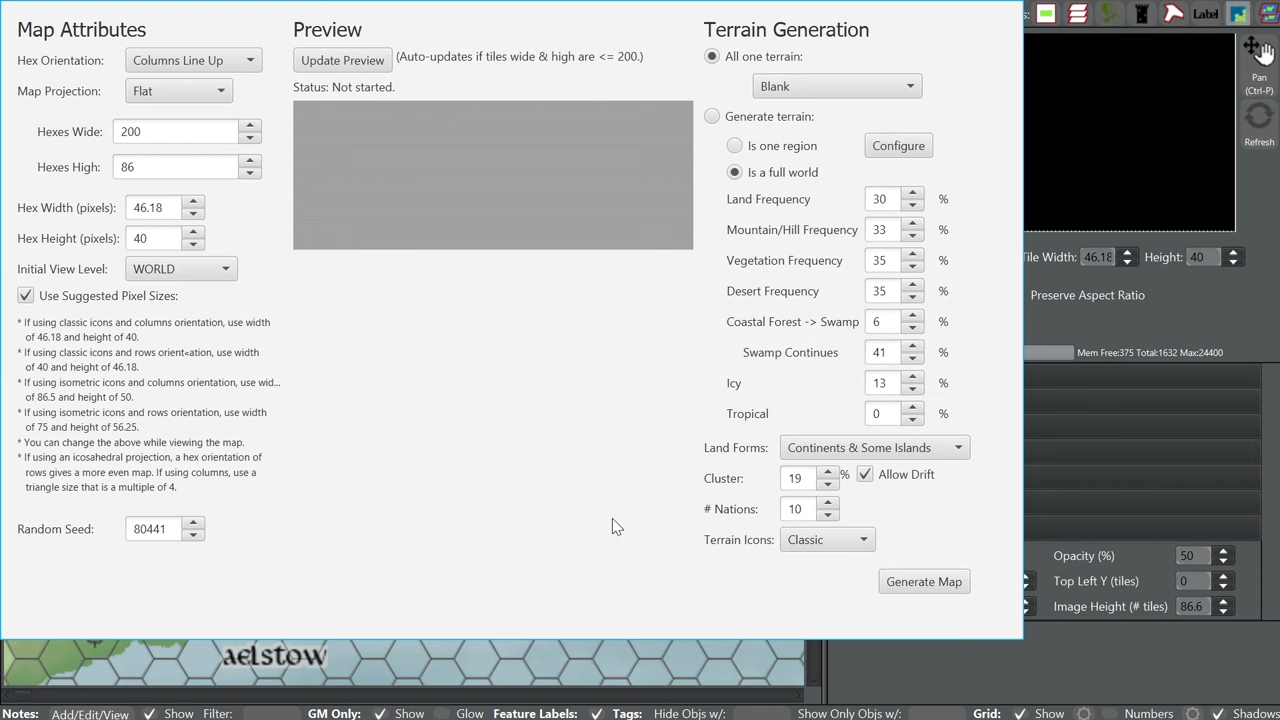 Map Attributes
Hex Orientation: Columns Line Up
Map Projection: Flat
Hexes Wide: 200
Hexes High: 86
Hex Width (pixels): 46.18
Hex Height (pixels): 40
Initial View Level: WORLD
Use Suggested Pixel Sizes:
* If using classic icons and columns orientation, use width
of 46.18 and height of 40.
* If using classic icons and rows orient«ation, use width
of 40 and height of 46.18.
* If using isometric icons and columns orientation, use wid...
of 86.5 and height of 50.
* If using isometric icons and rows orientation, use width
of 75 and height of 56.25.
* You can change the above while viewing the map.
* If using an icosahedral projection, a hex orientation of
rows gives a more even map. If using columns, use a
triangle size that is a multiple of 4.
Random Seed: 80441
Preview
Update Preview (Auto-updates if tiles wide & high are <= 200.)
Status: Not started.
Terrain Generation
All one terrain:
Blank
Generate terrain:
Is one region Configure
Is a full world
Land Frequency 30 %
Mountain/Hill Frequency 33 %
Vegetation Frequency 35 %
Desert Frequency 35 %
Coastal Forest -> Swamp 6 %
Swamp Continues 41 %
Icy 13 %
Tropical 0 %
Land Forms: Continents & Some Islands
Cluster: 19 % Allow Drift
# Nations: 10
Terrain Icons: Classic
Generate Map
Label
Pan
(Ctrl-P)
Refresh
Tile Width: 46.18 Height: 40
Preserve Aspect Ratio
Mem Free:375 Total:1632 Max:24400
Opacity (%) 50
Top Left Y (tiles) 0
Image Height (# tiles) 86.6
aelstow
Notes: Add/Edit/View Show Filter: GM Only: Show Glow Feature Labels: Tags: Hide Objs w/: Show Only Objs w/: Grid: Show Numbers Shadows